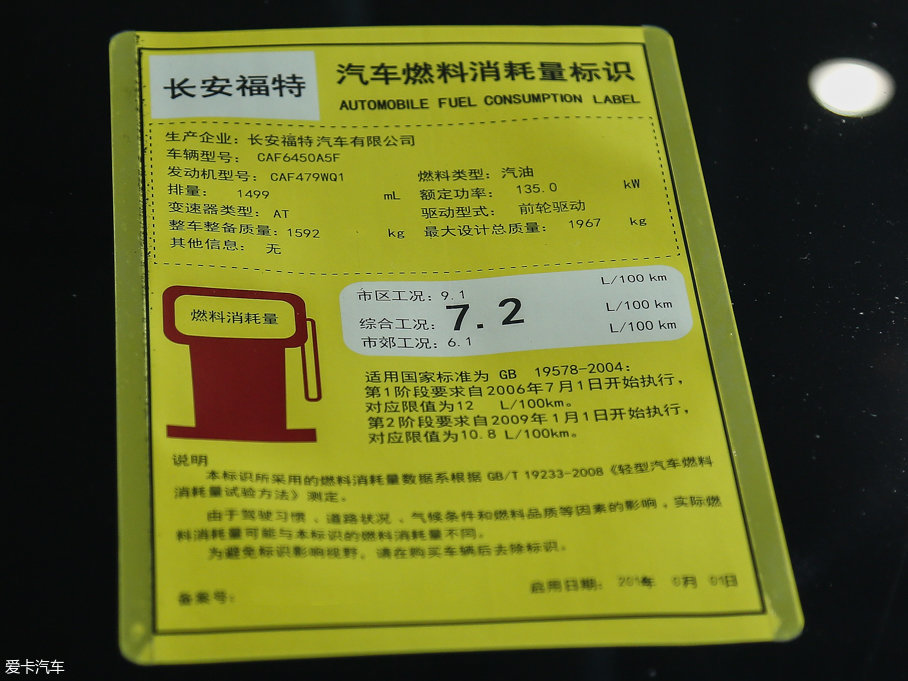 长安福特
汽车燃料消耗量标识
AUTOMOBILE FUEL CONSUMPTION LABEL
生产企业: 长安福特汽车有限公司
车辆型号: CAF6450A5F
发动机型号: CAF479WQ1 燃料类型: 汽油
排量: 1499 mL 额定功率: 135.0 kW
变速器类型: AT 驱动型式: 前轮驱动
整车整备质量: 1592 kg 最大设计总质量: 1967 kg
其他信息: 无
燃料消耗量
市区工况: 9.1 L/100 km
综合工况: 7.2 L/100 km
市郊工况: 6.1 L/100 km
适用国家标准为 GB 19578-2004:
第1阶段要求自2006年7月1日开始执行,
对应限值为12 L/100km。
第2阶段要求自2009年1月1日开始执行,
对应限值为10.8 L/100km。
说明
本标识所采用的燃料消耗量数据系根据 GB/T 19233-2008《轻型汽车燃料
消耗量试验方法》测定。
由于驾驶习惯、道路状况、气候条件和燃料品质等因素的影响,实际燃
料消耗量可能与本标识的燃料消耗量不同。
为避免标识影响视野,请在购买车辆后去除标识。
备案号:
启用日期: 年 月 01日
爱卡汽车